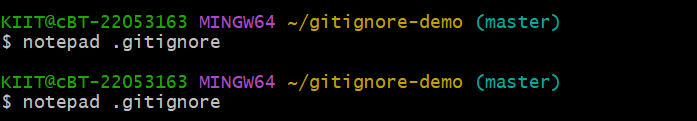 KIIT@cBT-22053163 MINGW64 ~/gitignore-demo (master)
$ notepad .gitignore
KIIT@cBT-22053163 MINGW64 ~/gitignore-demo (master)
$ notepad .gitignore